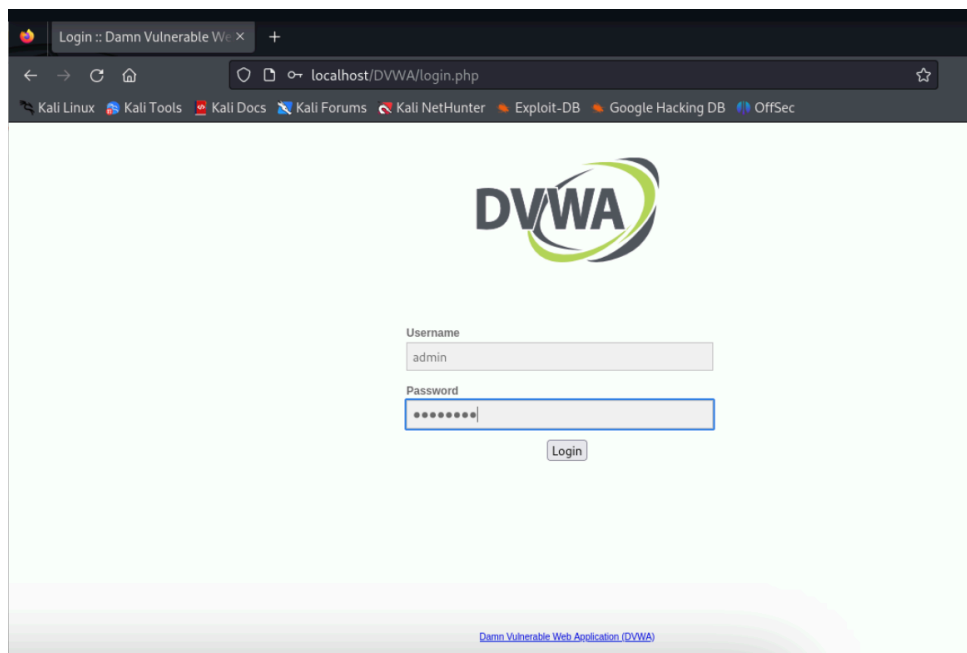 Login :: Damn Vulnerable We
localhost/DVWA/login.php
Kali Linux Kali Tools Kali Docs Kali Forums Kali NetHunter Exploit-DB Google Hacking DB OffSec
DVWA
Username
admin
Password
Login
Damn Vulnerable Web Application (DVWA)